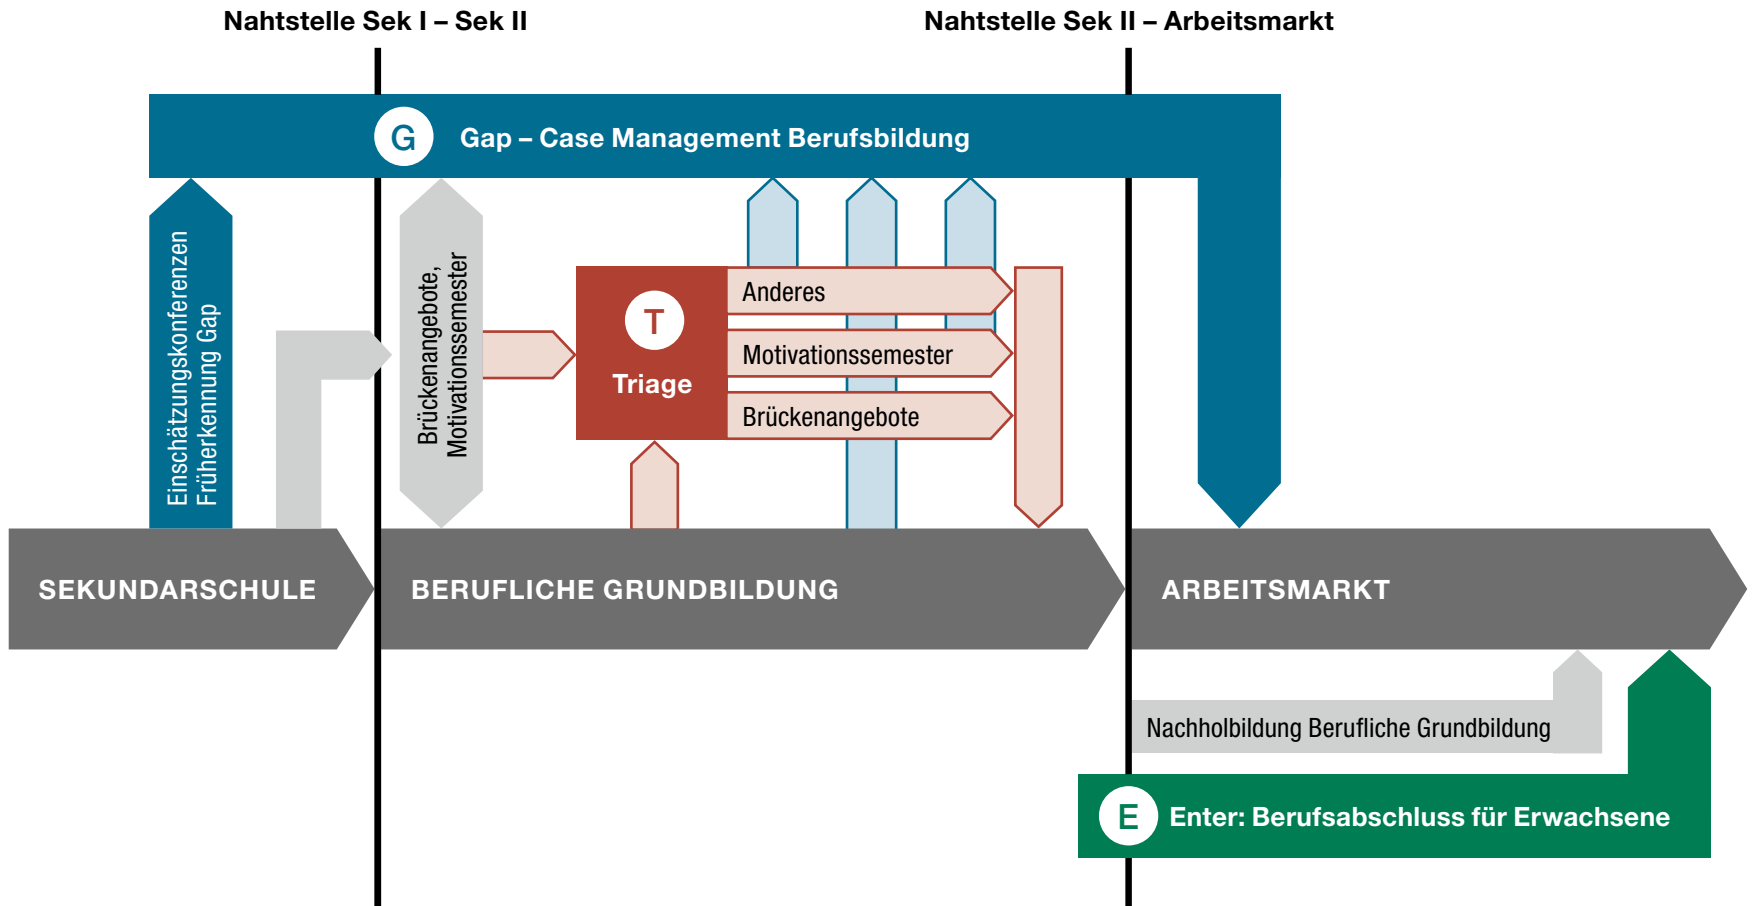 Nahtstelle Sek I – Sek II
Nahtstelle Sek II – Arbeitsmarkt
G
Gap – Case Management Berufsbildung
Einschätzungskonferenzen
Früherkennung Gap
Brückenangebote,
Motivationssemester
T
Triage
Anderes
Motivationssemester
Brückenangebote
SEKUNDARSCHULE
BERUFLICHE GRUNDBILDUNG
ARBEITSMARKT
Nachholbildung Berufliche Grundbildung
E
Enter: Berufsabschluss für Erwachsene